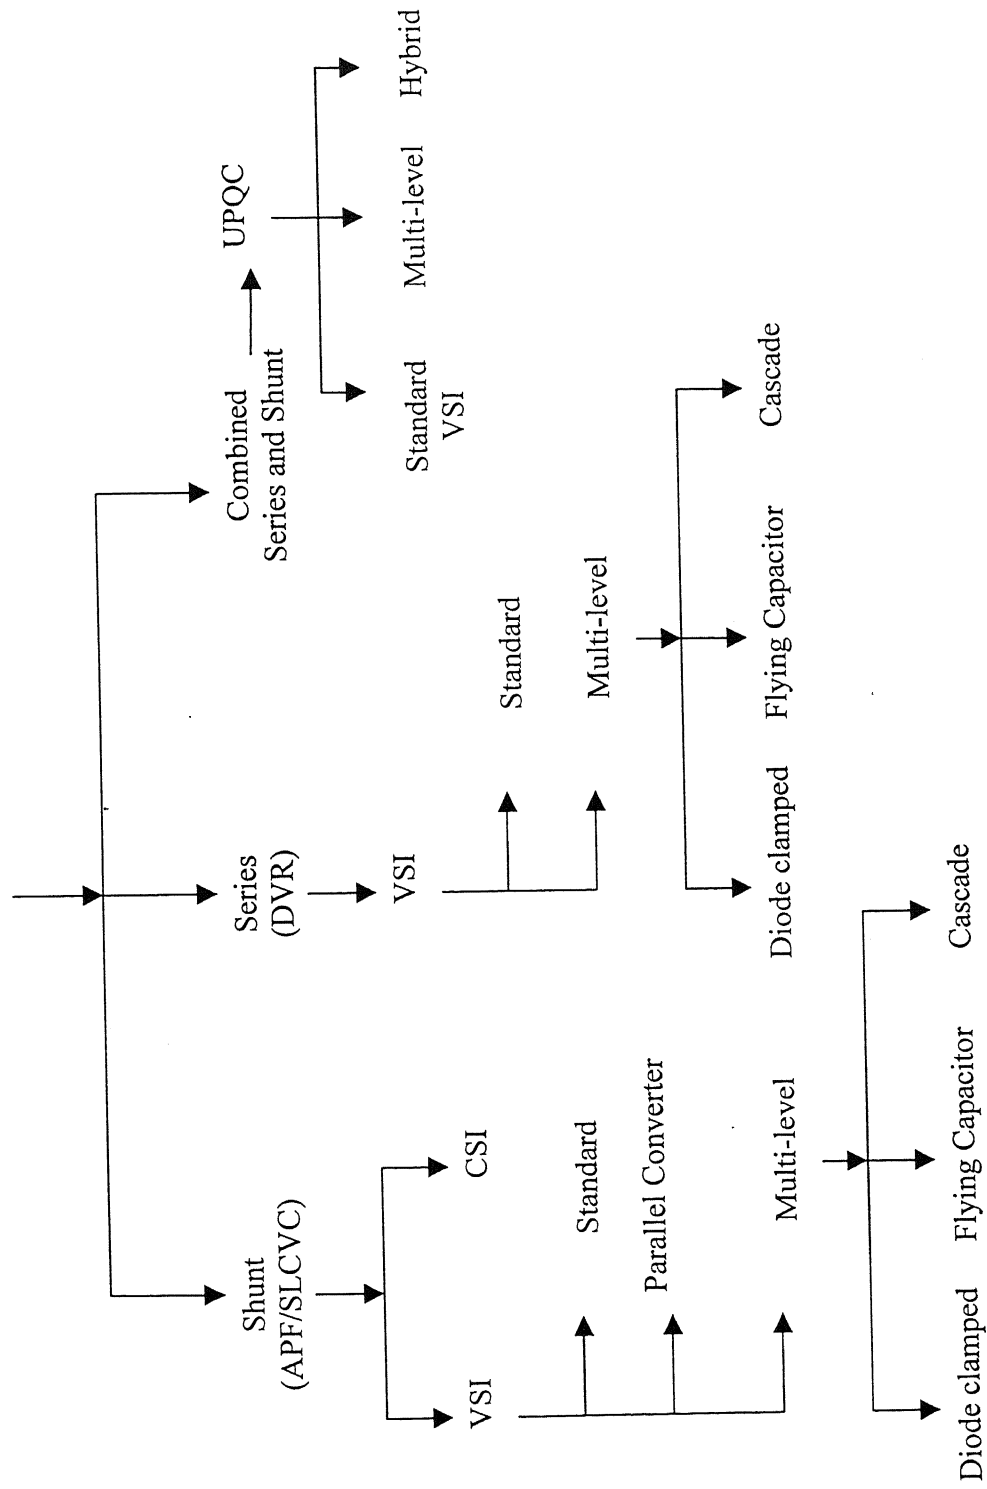 Shunt
(APF/SLCVC)
Series
(DVR)
Combined
Series and Shunt
UPQC
VSI
CSI
VSI
Standard
VSI
Multi-level
Hybrid
Standard
Parallel Converter
Multi-level
Standard
Multi-level
Diode clamped
Flying Capacitor
Cascade
Diode clamped
Flying Capacitor
Cascade